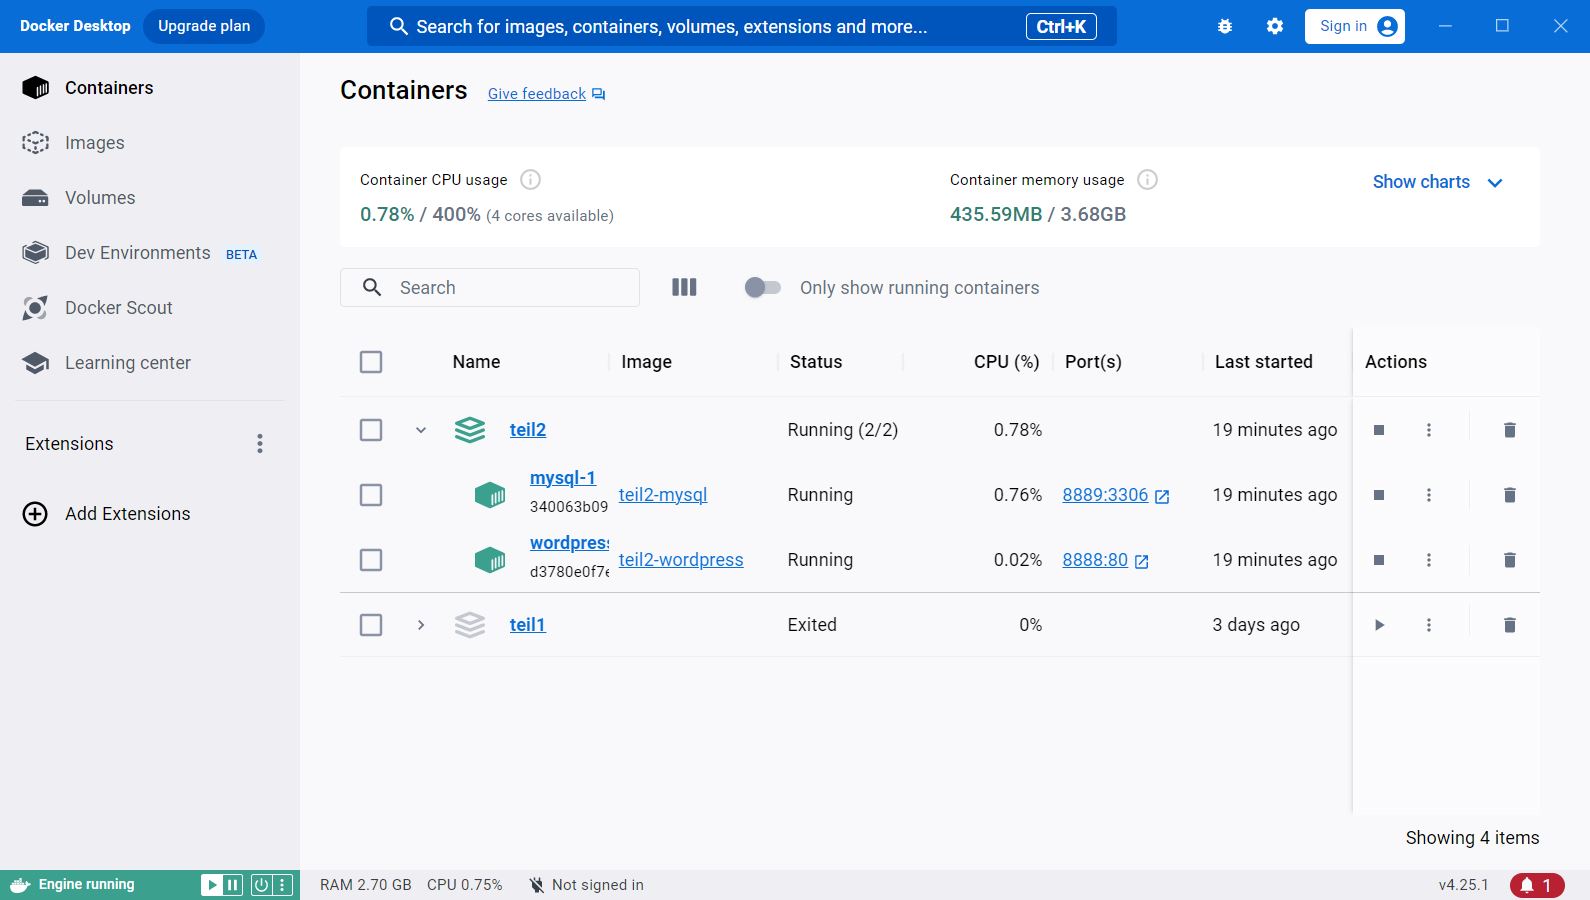 Docker Desktop Upgrade plan Search for images, containers, volumes, extensions and more... Ctrl+K Sign in
Containers
Images
Volumes
Dev Environments BETA
Docker Scout
Learning center
Extensions
Add Extensions
Containers Give feedback
Container CPU usage
0.78% / 400% (4 cores available)
Container memory usage
435.59MB / 3.68GB
Show charts
Search
Only show running containers
Name Image Status CPU (%) Port(s) Last started Actions
teil2 Running (2/2) 0.78% 19 minutes ago
mysql-1
340063b09
teil2-mysql Running 0.76% 8889:3306 19 minutes ago
wordpress
d3780e0f7e
teil2-wordpress Running 0.02% 8888:80 19 minutes ago
teil1 Exited 0% 3 days ago
Showing 4 items
Engine running
RAM 2.70 GB CPU 0.75% Not signed in
v4.25.1
1